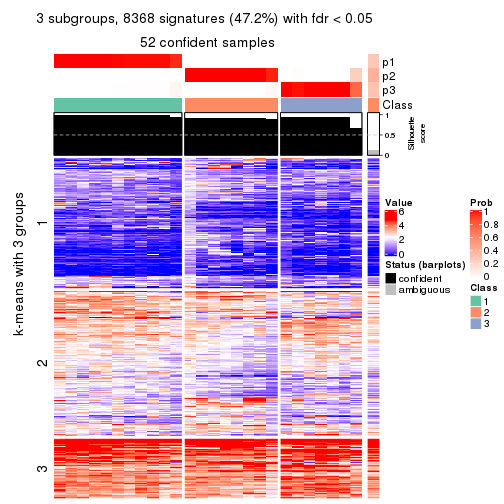 3 subgroups, 8368 signatures (47.2%) with fdr < 0.05
52 confident samples
p1
p2
p3
Class
1
0.5
0
Silhouette
score
k-means with 3 groups
1
2
3
Value
6
4
2
0
Status (barplots)
confident
ambiguous
Prob
1
0.8
0.6
0.4
0.2
0
Class
1
2
3